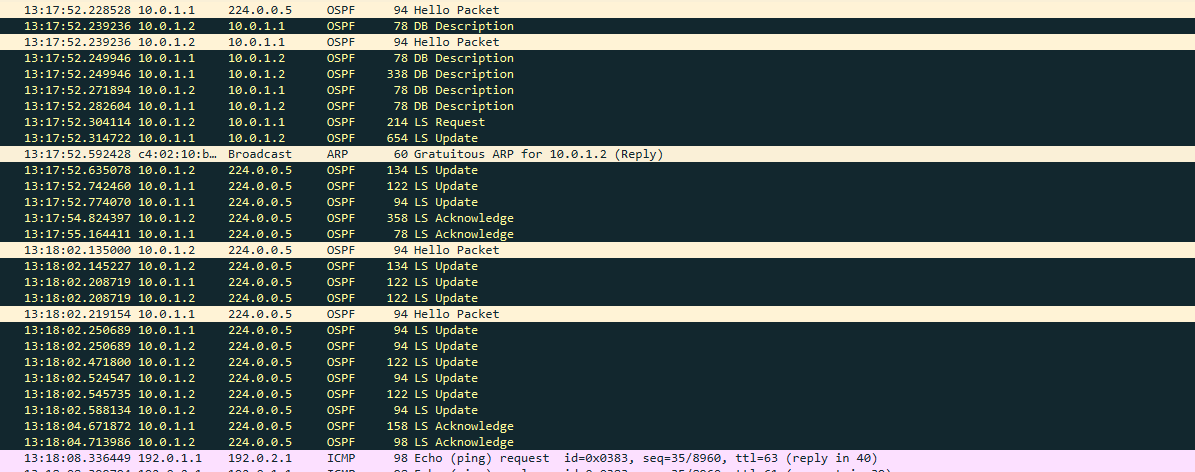 13:17:52.228528 10.0.1.1 224.0.0.5 OSPF 94 Hello Packet
13:17:52.239236 10.0.1.2 10.0.1.1 OSPF 78 DB Description
13:17:52.239236 10.0.1.2 10.0.1.1 OSPF 94 Hello Packet
13:17:52.249946 10.0.1.1 10.0.1.2 OSPF 78 DB Description
13:17:52.249946 10.0.1.1 10.0.1.2 OSPF 338 DB Description
13:17:52.271894 10.0.1.2 10.0.1.1 OSPF 78 DB Description
13:17:52.282604 10.0.1.1 10.0.1.2 OSPF 78 DB Description
13:17:52.304114 10.0.1.2 10.0.1.1 OSPF 214 LS Request
13:17:52.314722 10.0.1.1 10.0.1.2 OSPF 654 LS Update
13:17:52.592428 c4:02:10:b… Broadcast ARP 60 Gratuitous ARP for 10.0.1.2 (Reply)
13:17:52.635078 10.0.1.2 224.0.0.5 OSPF 134 LS Update
13:17:52.742460 10.0.1.1 224.0.0.5 OSPF 122 LS Update
13:17:52.774070 10.0.1.1 224.0.0.5 OSPF 94 LS Update
13:17:54.824397 10.0.1.2 224.0.0.5 OSPF 358 LS Acknowledge
13:17:55.164411 10.0.1.1 224.0.0.5 OSPF 78 LS Acknowledge
13:18:02.135000 10.0.1.2 224.0.0.5 OSPF 94 Hello Packet
13:18:02.145227 10.0.1.2 224.0.0.5 OSPF 134 LS Update
13:18:02.208719 10.0.1.1 224.0.0.5 OSPF 122 LS Update
13:18:02.208719 10.0.1.2 224.0.0.5 OSPF 122 LS Update
13:18:02.219154 10.0.1.1 224.0.0.5 OSPF 94 Hello Packet
13:18:02.250689 10.0.1.1 224.0.0.5 OSPF 94 LS Update
13:18:02.250689 10.0.1.2 224.0.0.5 OSPF 94 LS Update
13:18:02.471800 10.0.1.2 224.0.0.5 OSPF 122 LS Update
13:18:02.524547 10.0.1.2 224.0.0.5 OSPF 94 LS Update
13:18:02.545735 10.0.1.2 224.0.0.5 OSPF 122 LS Update
13:18:02.588134 10.0.1.2 224.0.0.5 OSPF 94 LS Update
13:18:04.671872 10.0.1.1 224.0.0.5 OSPF 158 LS Acknowledge
13:18:04.713986 10.0.1.2 224.0.0.5 OSPF 98 LS Acknowledge
13:18:08.336449 192.0.1.1 192.0.2.1 ICMP 98 Echo (ping) request id=0x0383, seq=35/8960, ttl=63 (reply in 40)